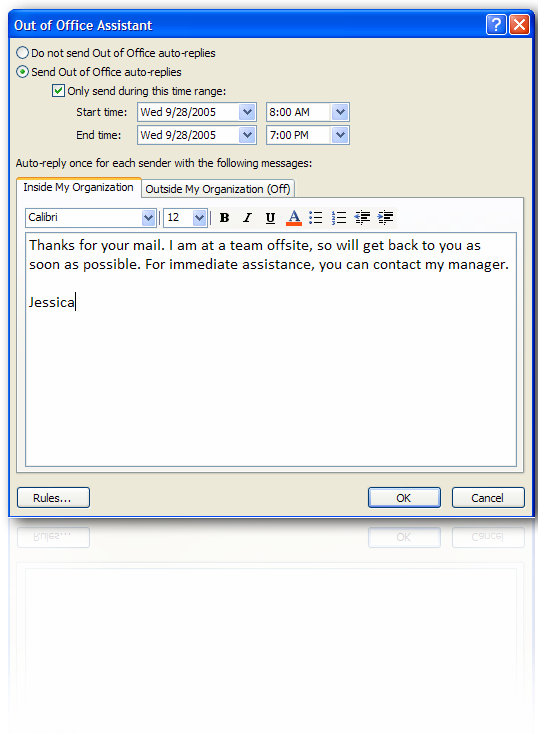 Out of Office Assistant
Do not send Out of Office auto-replies
Send Out of Office auto-replies
Only send during this time range:
Start time: Wed 9/28/2005 8:00 AM
End time: Wed 9/28/2005 7:00 PM
Auto-reply once for each sender with the following messages:
Inside My Organization Outside My Organization (Off)
Calibri 12 B I U A
Thanks for your mail. I am at a team offsite, so will get back to you as
soon as possible. For immediate assistance, you can contact my manager.
Jessica
Rules... OK Cancel